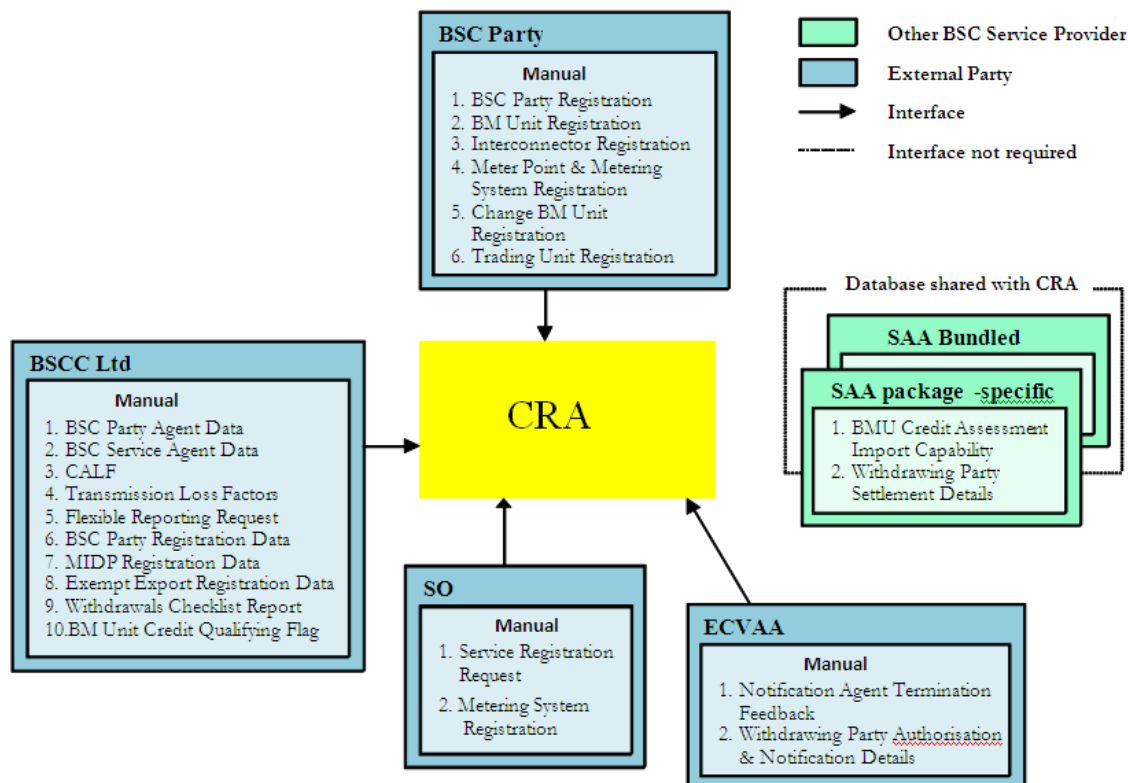 BSC Party
Manual
1. BSC Party Registration
2. BM Unit Registration
3. Interconnector Registration
4. Meter Point & Metering
System Registration
5. Change BM Unit
Registration
6. Trading Unit Registration
Other BSC Service Provider
External Party
Interface
Interface not required
Database shared with CRA
SAA Bundled
SAA package -specific
1. BMU Credit Assessment
Import Capability
2. Withdrawing Party
Settlement Details
BSCC Ltd
Manual
1. BSC Party Agent Data
2. BSC Service Agent Data
3. CALF
4. Transmission Loss Factors
5. Flexible Reporting Request
6. BSC Party Registration Data
7. MIDP Registration Data
8. Exempt Export Registration Data
9. Withdrawals Checklist Report
10.BM Unit Credit Qualifying Flag
CRA
SO
Manual
1. Service Registration
Request
2. Metering System
Registration
ECVAA
Manual
1. Notification Agent Termination
Feedback
2. Withdrawing Party Authorisation
& Notification Details